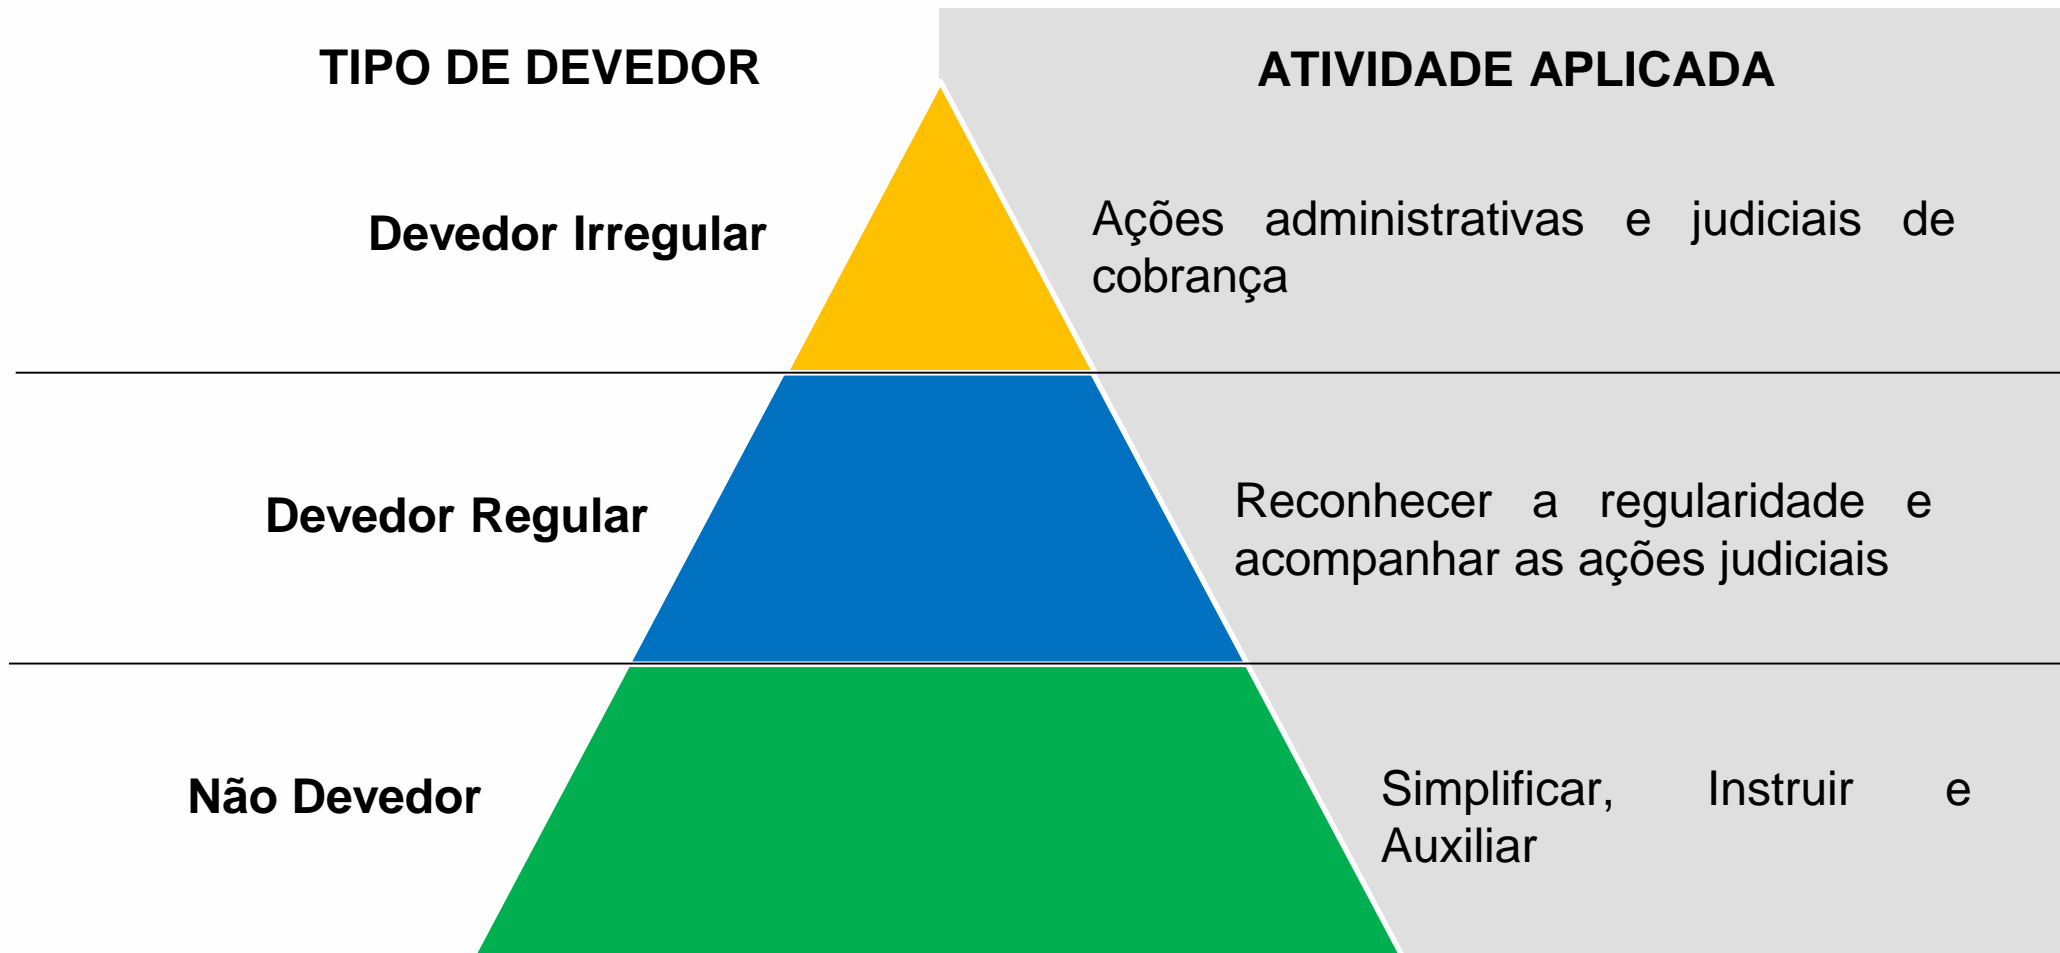 TIPO DE DEVEDOR
ATIVIDADE APLICADA
Devedor Irregular
Ações administrativas e judiciais de
cobrança
Devedor Regular
Reconhecer a regularidade e
acompanhar as ações judiciais
Não Devedor
Simplificar, Instruir e
Auxiliar